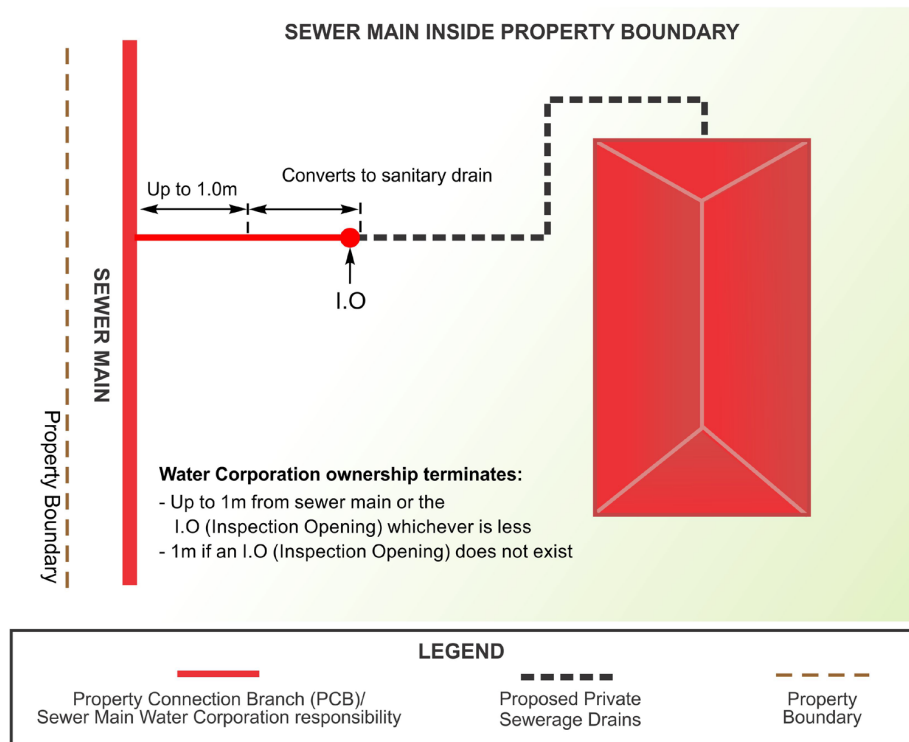 SEWER MAIN INSIDE PROPERTY BOUNDARY
Converts to sanitary drain
Up to 1.0m
I.O
SEWER MAIN
Property Boundary
Water Corporation ownership terminates:
- Up to 1m from sewer main or the
I.O (Inspection Opening) whichever is less
- 1m if an I.O (Inspection Opening) does not exist
LEGEND
Property Connection Branch (PCB)/
Sewer Main Water Corporation responsibility
Proposed Private
Sewerage Drains
Property
Boundary